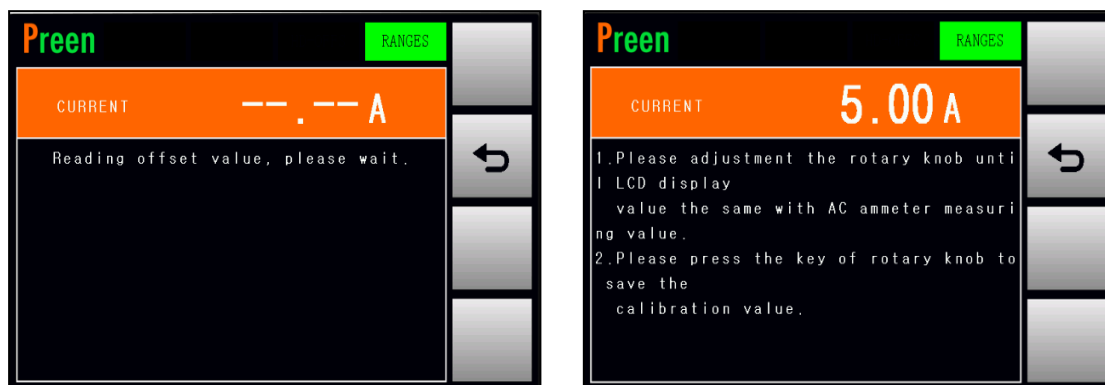 Preen
RANGES
CURRENT --.-- A
Reading offset value, please wait.
Preen
RANGES
CURRENT 5.00 A
1.Please adjustment the rotary knob unti
l LCD display
value the same with AC ammeter measuri
ng value.
2.Please press the key of rotary knob to
save the
calibration value.